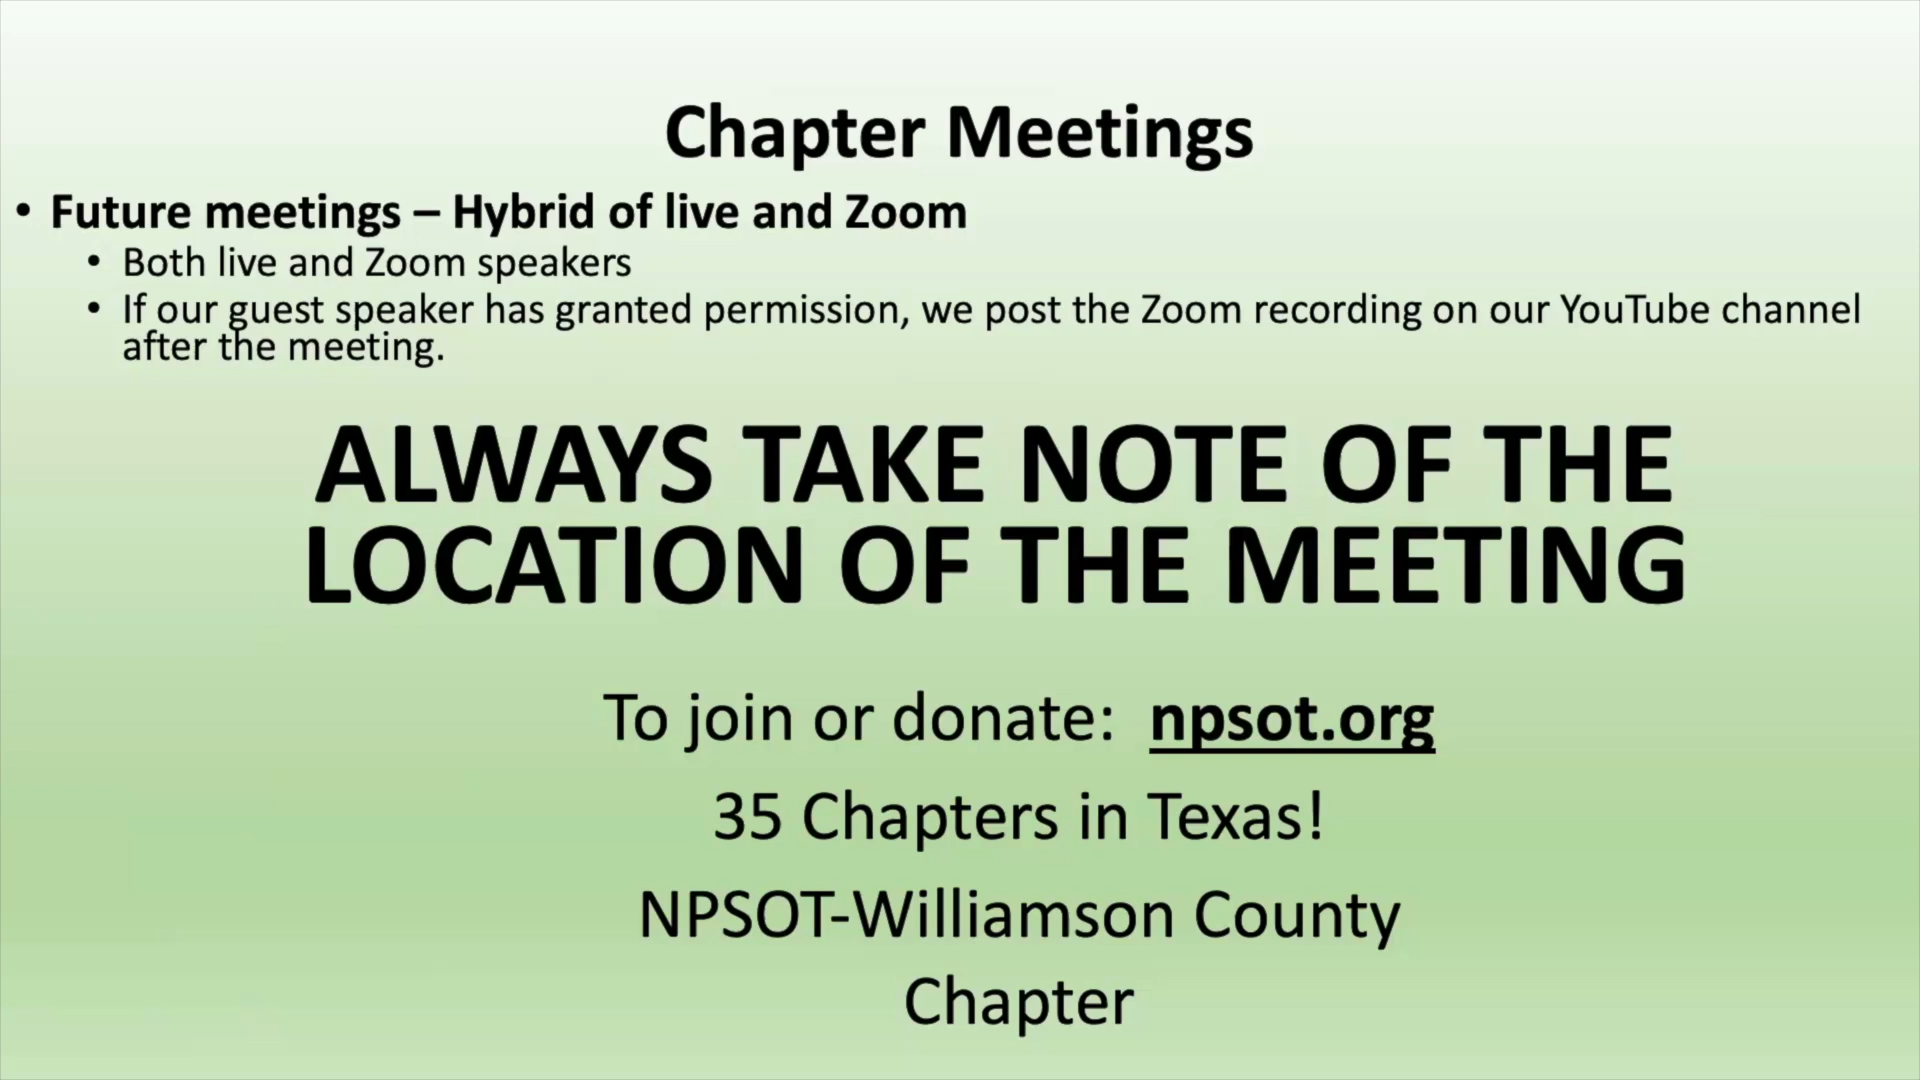 Chapter Meetings
• Future meetings – Hybrid of live and Zoom
• Both live and Zoom speakers
• If our guest speaker has granted permission, we post the Zoom recording on our YouTube channel
after the meeting.
ALWAYS TAKE NOTE OF THE
LOCATION OF THE MEETING
To join or donate: npsot.org
35 Chapters in Texas!
NPSOT-Williamson County
Chapter